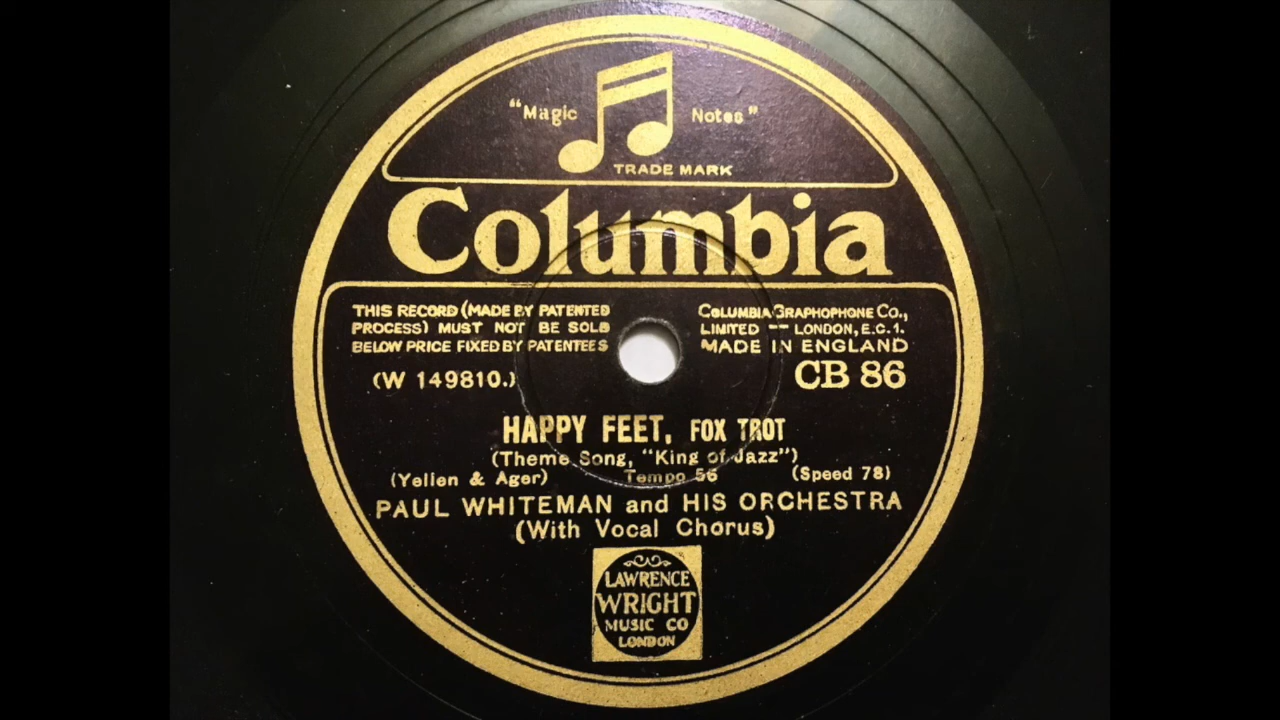 "Magic Notes"
TRADE MARK
Columbia
THIS RECORD (MADE BY PATENTED
PROCESS) MUST NOT BE SOLD
BELOW PRICE FIXED BY PATENTEES
COLUMBIA GRAPHOPHONE CO.,
LIMITED — LONDON, E.C.1.
MADE IN ENGLAND
(W 149810.)
CB 86
HAPPY FEET, FOX TROT
(Theme Song, "King of Jazz")
(Yellen & Ager) Tempo 56 (Speed 78)
PAUL WHITEMAN and HIS ORCHESTRA
(With Vocal Chorus)
LAWRENCE
WRIGHT
MUSIC CO
LONDON